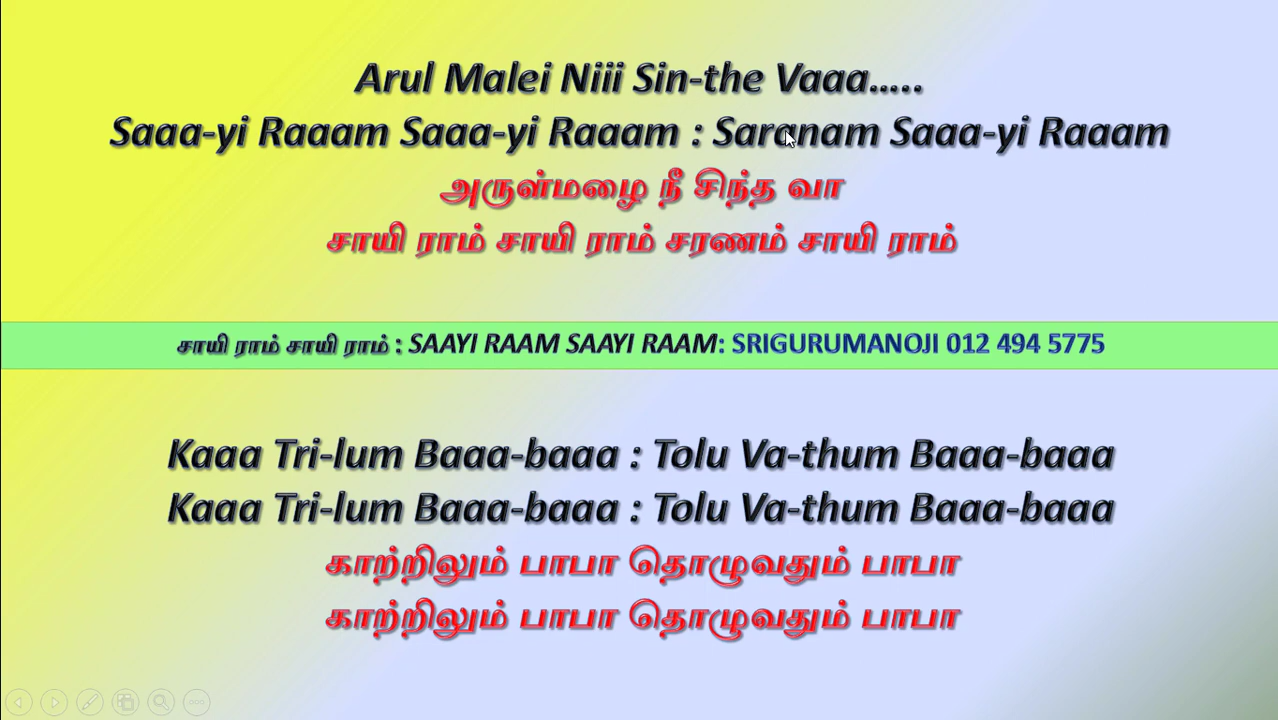 Arul Malei Niii Sin-the Vaaa.....
Saaa-yi Raaam Saaa-yi Raaam : Saranam Saaa-yi Raaam
அருள்மழை நீ சிந்த வா
சாயி ராம் சாயி ராம் சரணம் சாயி ராம்
சாயி ராம் சாயி ராம் : SAAYI RAAM SAAYI RAAM: SRIGURUMANOJI 012 494 5775
Kaaa Tri-lum Baaa-baaa : Tolu Va-thum Baaa-baaa
Kaaa Tri-lum Baaa-baaa : Tolu Va-thum Baaa-baaa
காற்றிலும் பாபா தொழுவதும் பாபா
காற்றிலும் பாபா தொழுவதும் பாபா